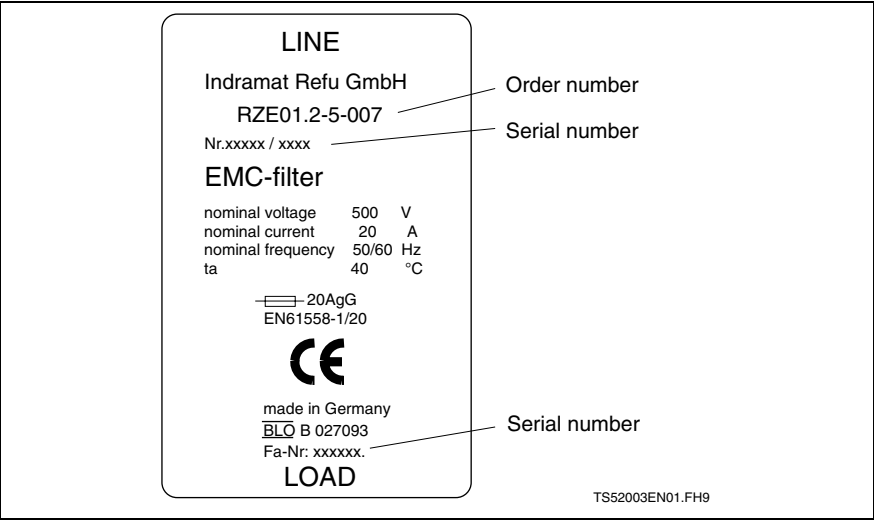 LINE
Indramat Refu GmbH
Order number
RZE01.2-5-007
Serial number
Nr.xxxxx / xxxx
EMC-filter
nominal voltage 500 V
nominal current 20 A
nominal frequency 50/60 Hz
ta 40 °C
20AgG
EN61558-1/20
CE
made in Germany
BLO B 027093
Serial number
Fa-Nr: xxxxxx.
LOAD
TS52003EN01.FH9